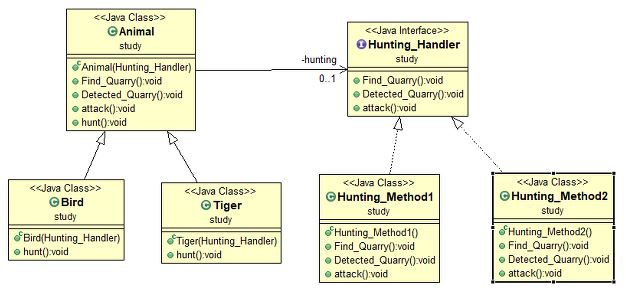 <<Java Class>>
Animal
study
Animal(Hunting_Handler)
Find_Quarry():void
Detected_Quarry():void
attack():void
hunt():void
-hunting
0..1
<<Java Interface>>
Hunting_Handler
study
Find_Quarry():void
Detected_Quarry():void
attack():void
<<Java Class>>
Bird
study
Bird(Hunting_Handler)
hunt():void
<<Java Class>>
Tiger
study
Tiger(Hunting_Handler)
hunt():void
<<Java Class>>
Hunting_Method1
study
Hunting_Method1()
Find_Quarry():void
Detected_Quarry():void
attack():void
<<Java Class>>
Hunting_Method2
study
Hunting_Method2()
Find_Quarry():void
Detected_Quarry():void
attack():void